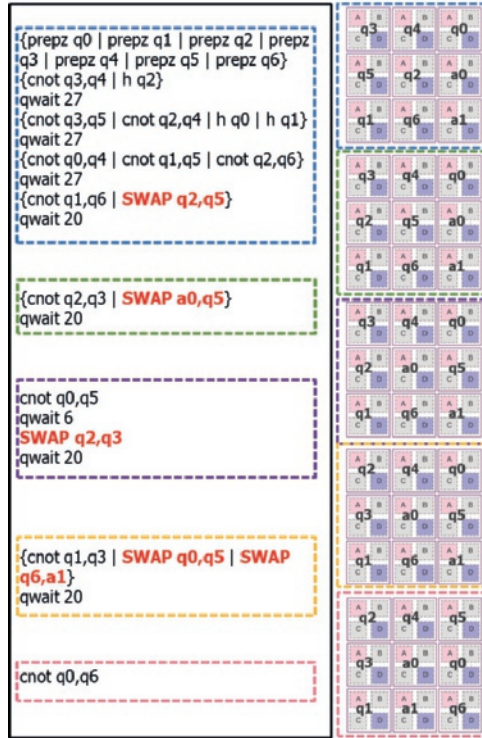 {prepz q0 | prepz q1 | prepz q2 | prepz
q3 | prepz q4 | prepz q5 | prepz q6}
{cnot q3,q4 | h q2}
qwait 27
{cnot q3,q5 | cnot q2,q4 | h q0 | h q1}
qwait 27
{cnot q0,q4 | cnot q1,q5 | cnot q2,q6}
qwait 27
{cnot q1,q6 | SWAP q2,q5}
qwait 20
{cnot q2,q3 | SWAP a0,q5}
qwait 20
cnot q0,q5
qwait 6
SWAP q2,q3
qwait 20
{cnot q1,q3 | SWAP q0,q5 | SWAP
q6,a1}
qwait 20
cnot q0,q6
A B A B A B
q3 q4 q0
C D C D C D
A B A B A B
q5 q2 a0
C D C D C D
A B A B A B
q1 q6 a1
C D C D C D
A B A B A B
q3 q4 q0
C D C D C D
A B A B A B
q2 q5 a0
C D C D C D
A B A B A B
q1 q6 a1
C D C D C D
A B A B A B
q3 q4 q0
C D C D C D
A B A B A B
q2 a0 q5
C D C D C D
A B A B A B
q1 q6 a1
C D C D C D
A B A B A B
q2 q4 q0
C D C D C D
A B A B A B
q3 a0 q5
C D C D C D
A B A B A B
q1 q6 a1
C D C D C D
A B A B A B
q2 q4 q5
C D C D C D
A B A B A B
q3 a0 q0
C D C D C D
A B A B A B
q1 a1 q6
C D C D C D